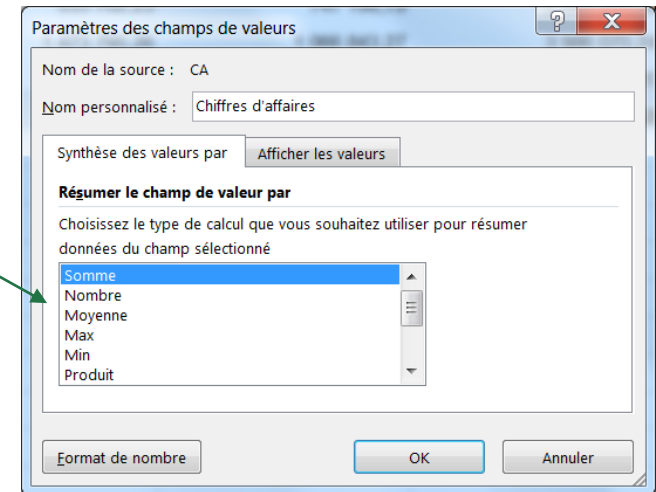 Paramètres des champs de valeurs
Nom de la source : CA
Nom personnalisé : Chiffres d'affaires
Synthèse des valeurs par Afficher les valeurs
Résumer le champ de valeur par
Choisissez le type de calcul que vous souhaitez utiliser pour résumer
données du champ sélectionné
Somme
Nombre
Moyenne
Max
Min
Produit
Format de nombre OK Annuler